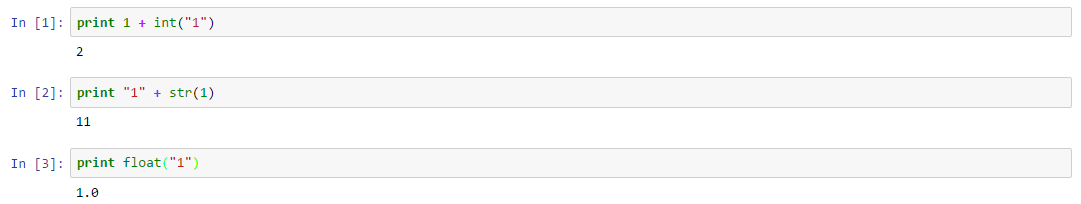 In [1]: print 1 + int("1")
2
In [2]: print "1" + str(1)
11
In [3]: print float("1")
1.0